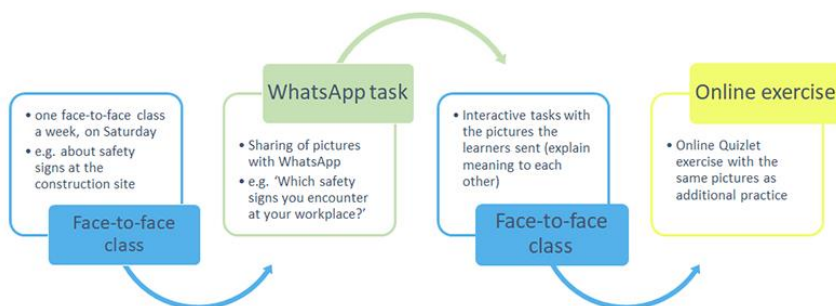 • one face-to-face class
a week, on Saturday
• e.g. about safety
signs at the
construction site
Face-to-face
class
WhatsApp task
• Sharing of pictures
with WhatsApp
• e.g. ‘Which safety
signs you encounter
at your workplace?’
• Interactive tasks with
the pictures the
learners sent (explain
meaning to each
other)
Face-to-face
class
Online exercise
• Online Quizlet
exercise with the
same pictures as
additional practice